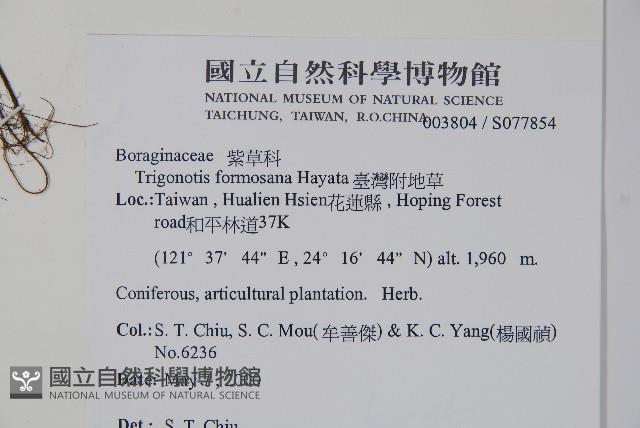 國立自然科學博物館
NATIONAL MUSEUM OF NATURAL SCIENCE
TAICHUNG, TAIWAN, R.O.CHINA
003804 / S077854
Boraginaceae 紫草科
Trigonotis formosana Hayata 臺灣附地草
Loc.:Taiwan , Hualien Hsien花蓮縣 , Hoping Forest
road和平林道37K
(121° 37' 44" E , 24° 16' 44" N) alt. 1,960 m.
Coniferous, articultural plantation. Herb.
Col.:S. T. Chiu, S. C. Mou(牟善傑) & K. C. Yang(楊國禎)
No.6236
Date: May
國立自然科學博物館
NATIONAL MUSEUM OF NATURAL SCIENCE
Det.: S. T. Chiu